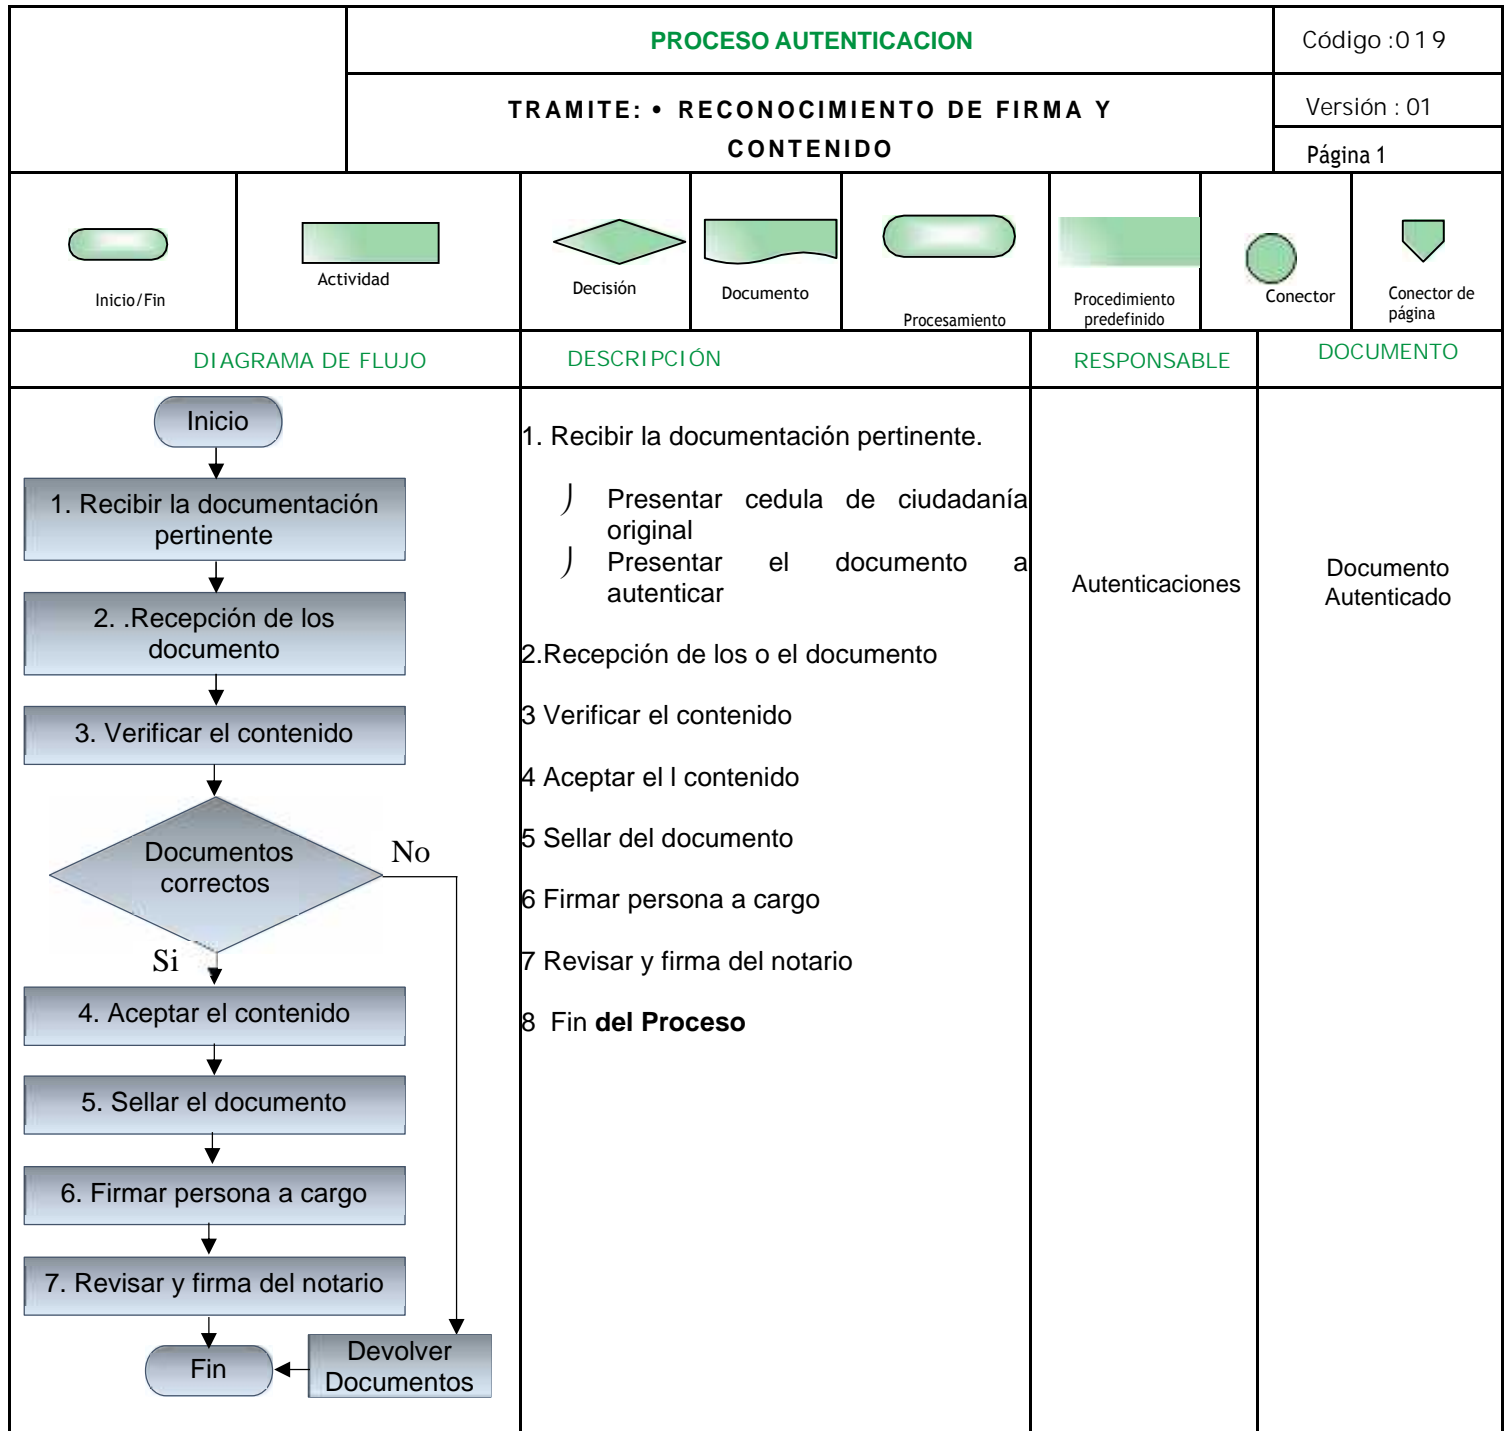 PROCESO AUTENTICACION
Código :019
TRAMITE: • RECONOCIMIENTO DE FIRMA Y
CONTENIDO
Versión : 01
Página 1
Inicio/Fin
Actividad
Decisión
Documento
Procesamiento
Procedimiento
predefinido
Conector
Conector de
página
DIAGRAMA DE FLUJO
DESCRIPCIÓN
RESPONSABLE
DOCUMENTO
Inicio
1. Recibir la documentación
pertinente
2. .Recepción de los
documento
3. Verificar el contenido
Documentos
correctos
No
Si
4. Aceptar el contenido
5. Sellar el documento
6. Firmar persona a cargo
7. Revisar y firma del notario
Fin
Devolver
Documentos
1. Recibir la documentación pertinente.
⌡ Presentar cedula de ciudadanía
original
⌡ Presentar el documento a
autenticar
2.Recepción de los o el documento
3 Verificar el contenido
4 Aceptar el l contenido
5 Sellar del documento
6 Firmar persona a cargo
7 Revisar y firma del notario
8 Fin del Proceso
Autenticaciones
Documento
Autenticado